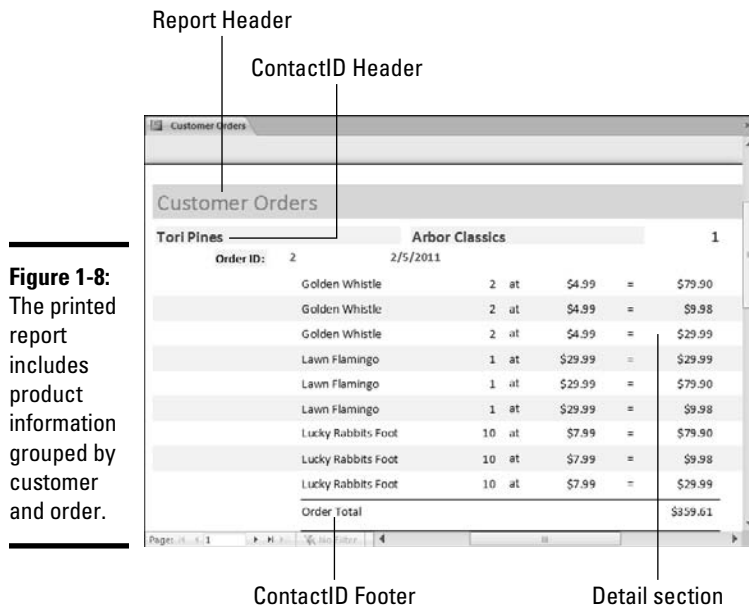 Report Header
ContactID Header
Customer Orders
Customer Orders
Tori Pines Arbor Classics 1
Order ID: 2 2/5/2011
Golden Whistle 2 at $4.99 = $79.90
Golden Whistle 2 at $4.99 = $9.98
Golden Whistle 2 at $4.99 = $29.99
Lawn Flamingo 1 at $29.99 = $29.99
Lawn Flamingo 1 at $29.99 = $79.90
Lawn Flamingo 1 at $29.99 = $9.98
Lucky Rabbits Foot 10 at $7.99 = $79.90
Lucky Rabbits Foot 10 at $7.99 = $9.98
Lucky Rabbits Foot 10 at $7.99 = $29.99
Order Total $359.61
Page: 1 No Filter
ContactID Footer
Detail section
Figure 1-8:
The printed
report
includes
product
information
grouped by
customer
and order.